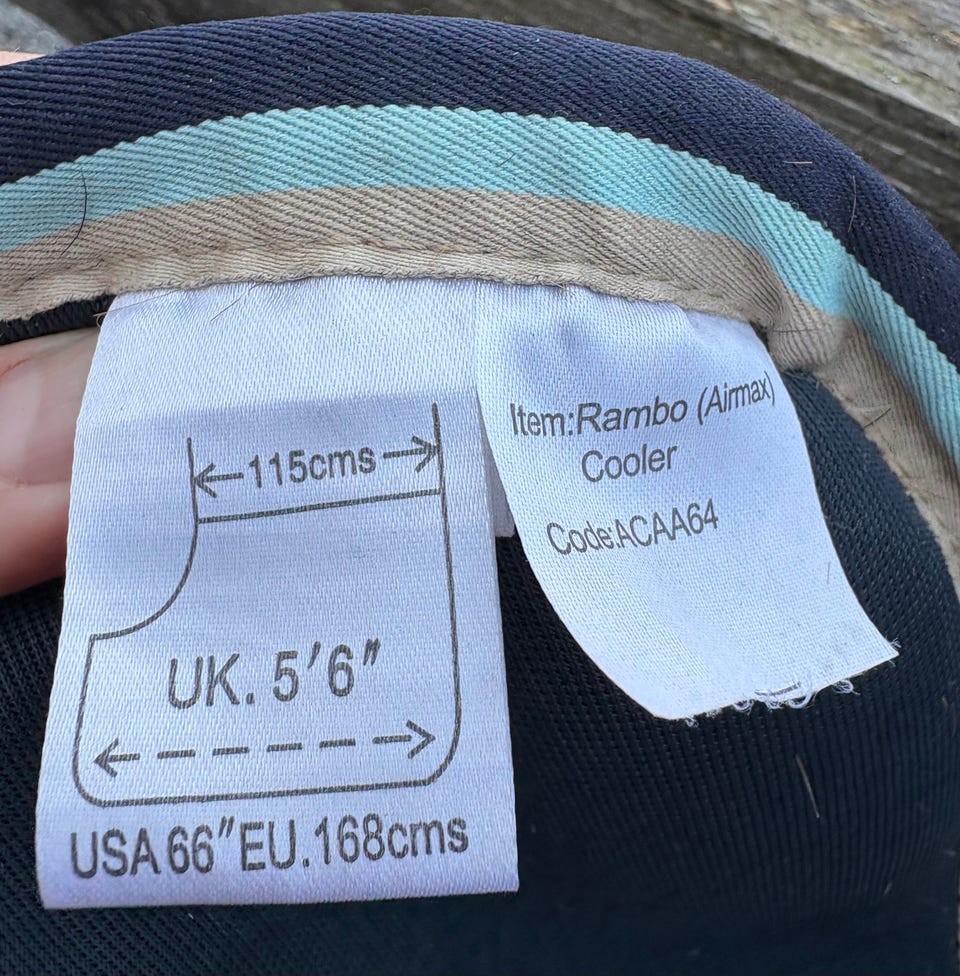 115cms
UK. 5'6"
USA 66" EU.168cms
Item:Rambo (Airmax)
Cooler
Code:ACAA64